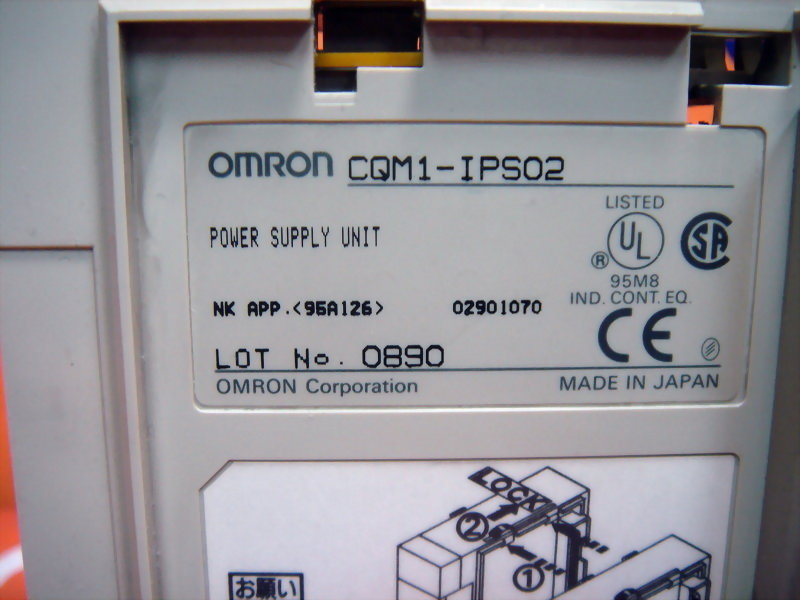 OMRON CQM1-IPS02
POWER SUPPLY UNIT
LISTED
UL
®
SA
95M8
IND. CONT. EQ.
NK APP.<95A126> 02901070
CE
LOT No. 0890
OMRON Corporation MADE IN JAPAN
LOCK
②
①
お願い